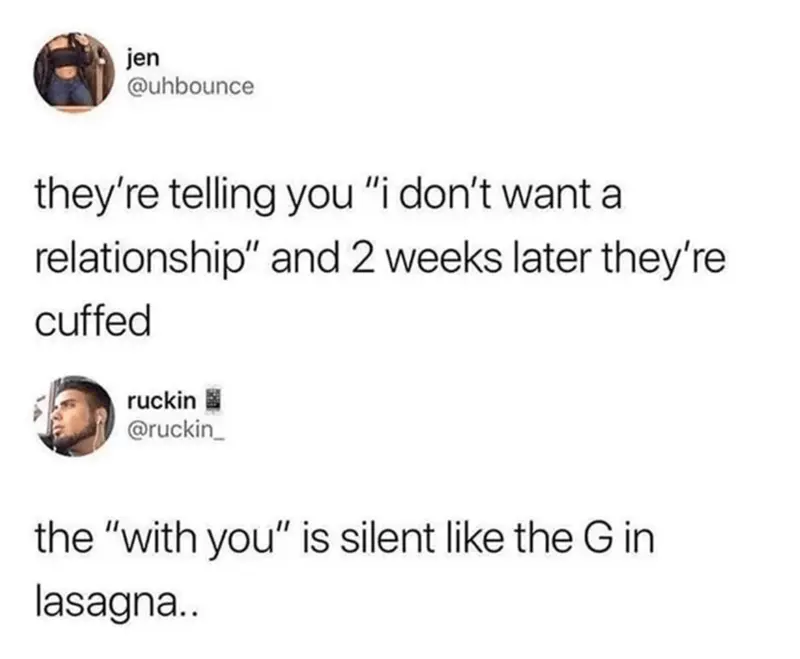 jen
@uhbounce
they're telling you "i don't want a
relationship" and 2 weeks later they're
cuffed
ruckin 📱
@ruckin_
the "with you" is silent like the G in
lasagna..